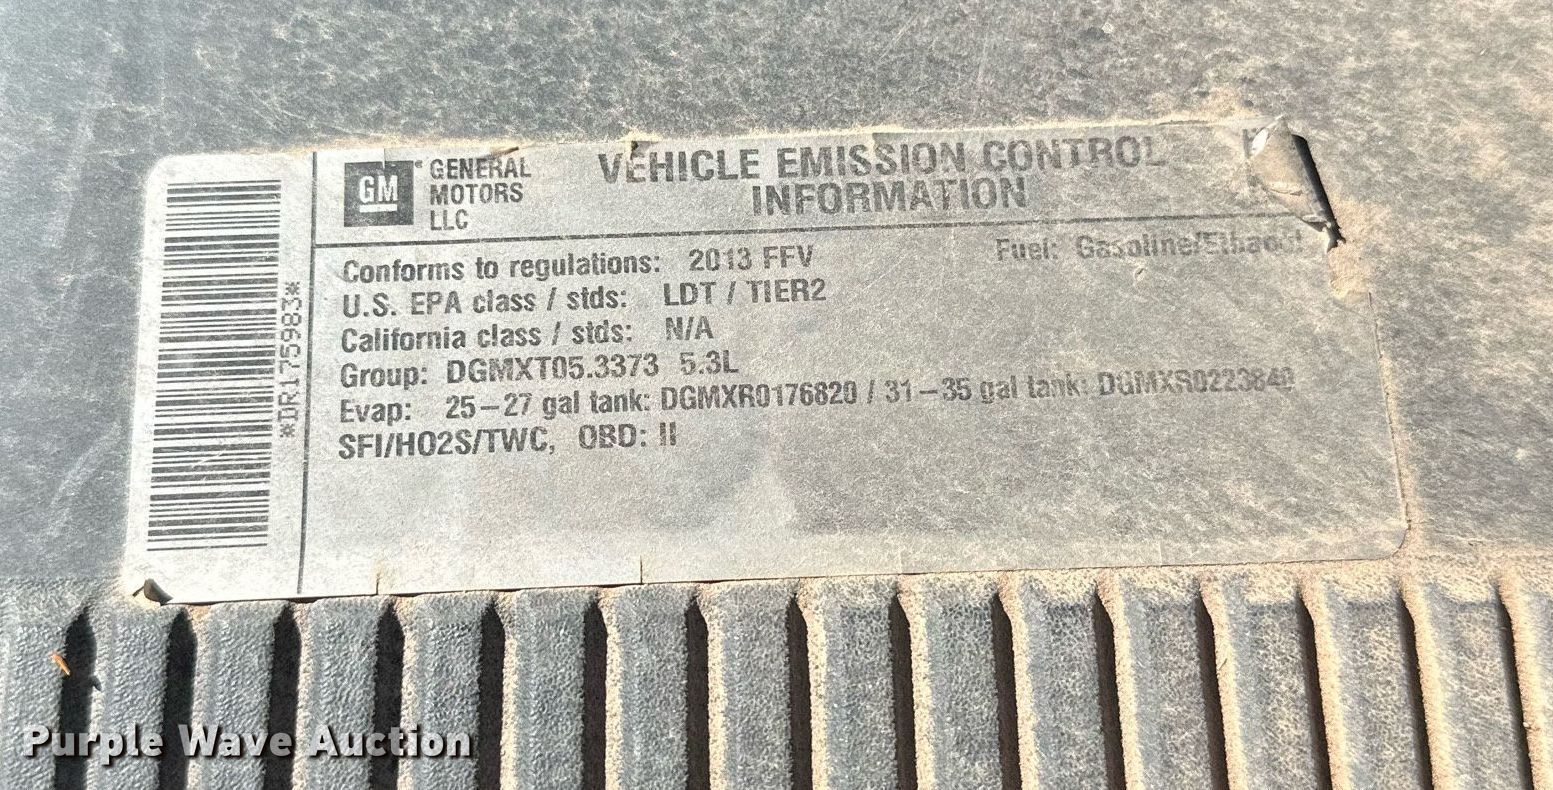 GM GENERAL MOTORS LLC
VEHICLE EMISSION CONTROL
INFORMATION
Conforms to regulations: 2013 FFV Fuel: Gasoline/Ethanol
U.S. EPA class / stds: LDT / TIER2
California class / stds: N/A
Group: DGMXT05.3373 5.3L
Evap: 25-27 gal tank: DGMXR0176820 / 31-35 gal tank: DGMXR0223840
SFI/HO2S/TWC, OBD: II
*DR175983*
Purple Wave Auction